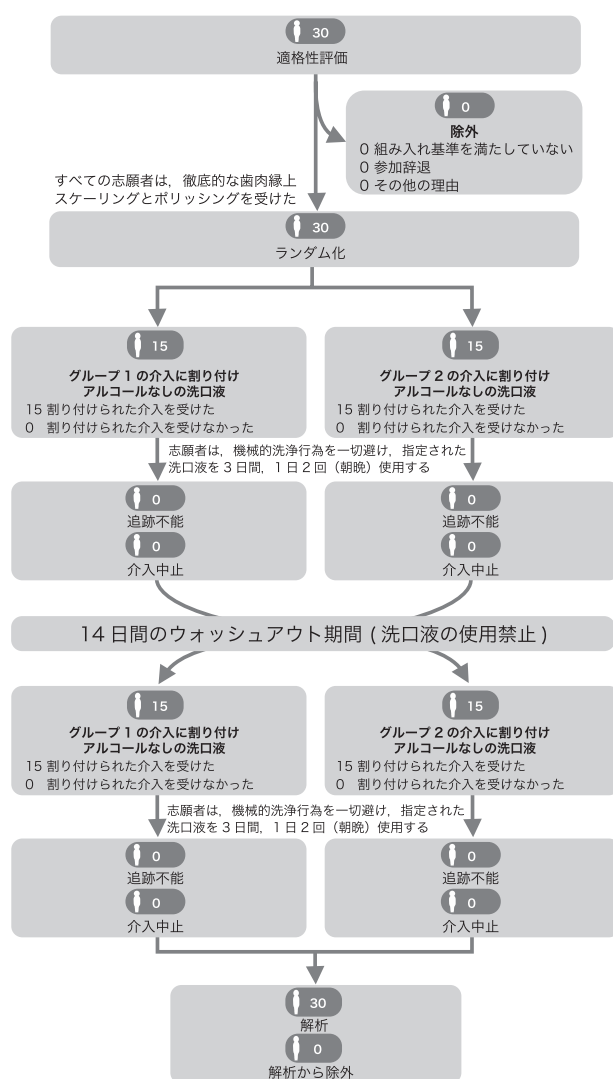 30
適格性評価
0
除外
0 組み入れ基準を満たしていない
0 参加辞退
0 その他の理由
すべての志願者は，徹底的な歯肉縁上
スケーリングとポリッシングを受けた
30
ランダム化
15
グループ 1 の介入に割り付け
アルコールなしの洗口液
15 割り付けられた介入を受けた
0 割り付けられた介入を受けなかった
15
グループ 2 の介入に割り付け
アルコールなしの洗口液
15 割り付けられた介入を受けた
0 割り付けられた介入を受けなかった
志願者は，機械的洗浄行為を一切避け，指定された
洗口液を 3 日間，1 日 2 回（朝晩）使用する
0
追跡不能
0
介入中止
0
追跡不能
0
介入中止
14 日間のウォッシュアウト期間 ( 洗口液の使用禁止 )
15
グループ 1 の介入に割り付け
アルコールなしの洗口液
15 割り付けられた介入を受けた
0 割り付けられた介入を受けなかった
15
グループ 2 の介入に割り付け
アルコールなしの洗口液
15 割り付けられた介入を受けた
0 割り付けられた介入を受けなかった
志願者は，機械的洗浄行為を一切避け，指定された
洗口液を 3 日間，1 日 2 回（朝晩）使用する
0
追跡不能
0
介入中止
0
追跡不能
0
介入中止
30
解析
0
解析から除外